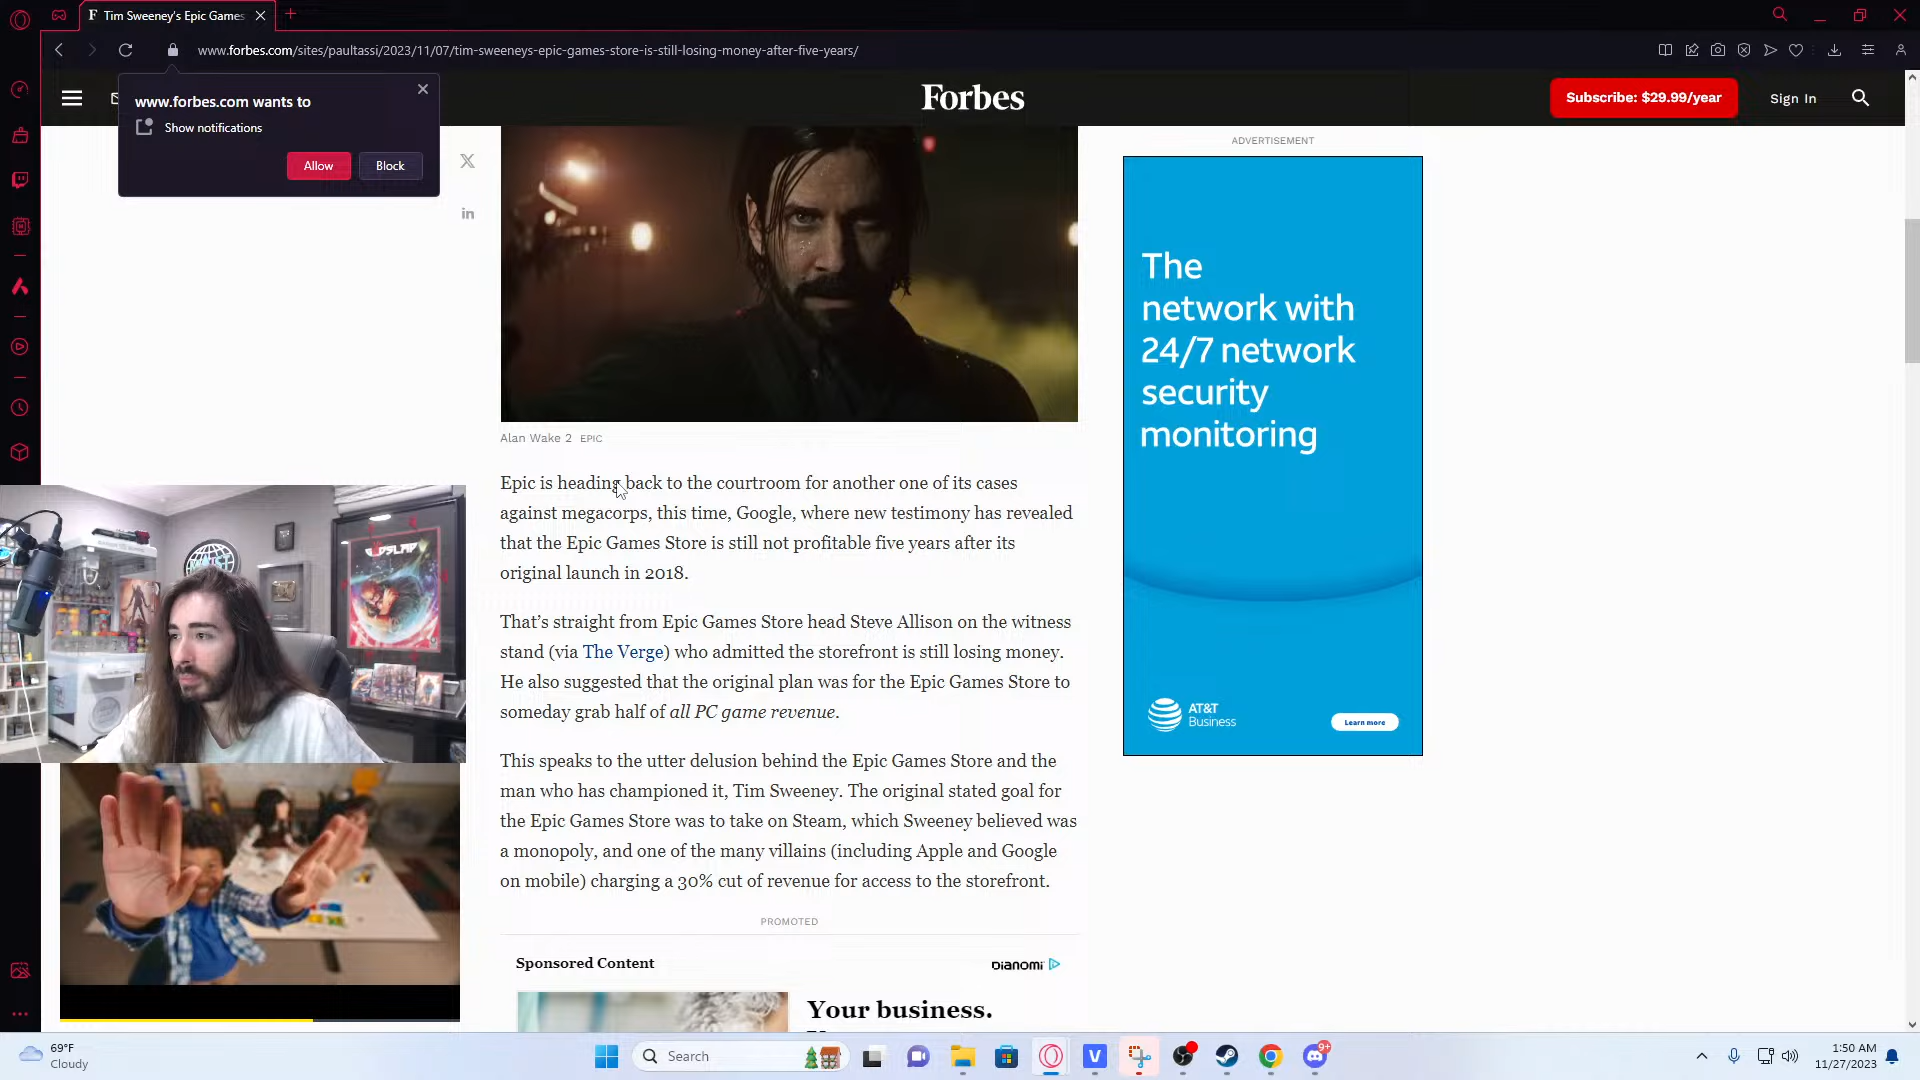 Tim Sweeney's Epic Games
www.forbes.com/sites/paultassi/2023/11/07/tim-sweeneys-epic-games-store-is-still-losing-money-after-five-years/
www.forbes.com wants to
Show notifications
Allow
Block
Forbes
Subscribe: $29.99/year
Sign In
ADVERTISEMENT
The
network with
24/7 network
security
monitoring
AT&T
Business
Learn more
Alan Wake 2 EPIC
Epic is heading back to the courtroom for another one of its cases
against megacorps, this time, Google, where new testimony has revealed
that the Epic Games Store is still not profitable five years after its
original launch in 2018.
That's straight from Epic Games Store head Steve Allison on the witness
stand (via The Verge) who admitted the storefront is still losing money.
He also suggested that the original plan was for the Epic Games Store to
someday grab half of all PC game revenue.
This speaks to the utter delusion behind the Epic Games Store and the
man who has championed it, Tim Sweeney. The original stated goal for
the Epic Games Store was to take on Steam, which Sweeney believed was
a monopoly, and one of the many villains (including Apple and Google
on mobile) charging a 30% cut of revenue for access to the storefront.
PROMOTED
Sponsored Content
DIANOMI
Your business.
69°F
Cloudy
Search
9+
1:50 AM
11/27/2023